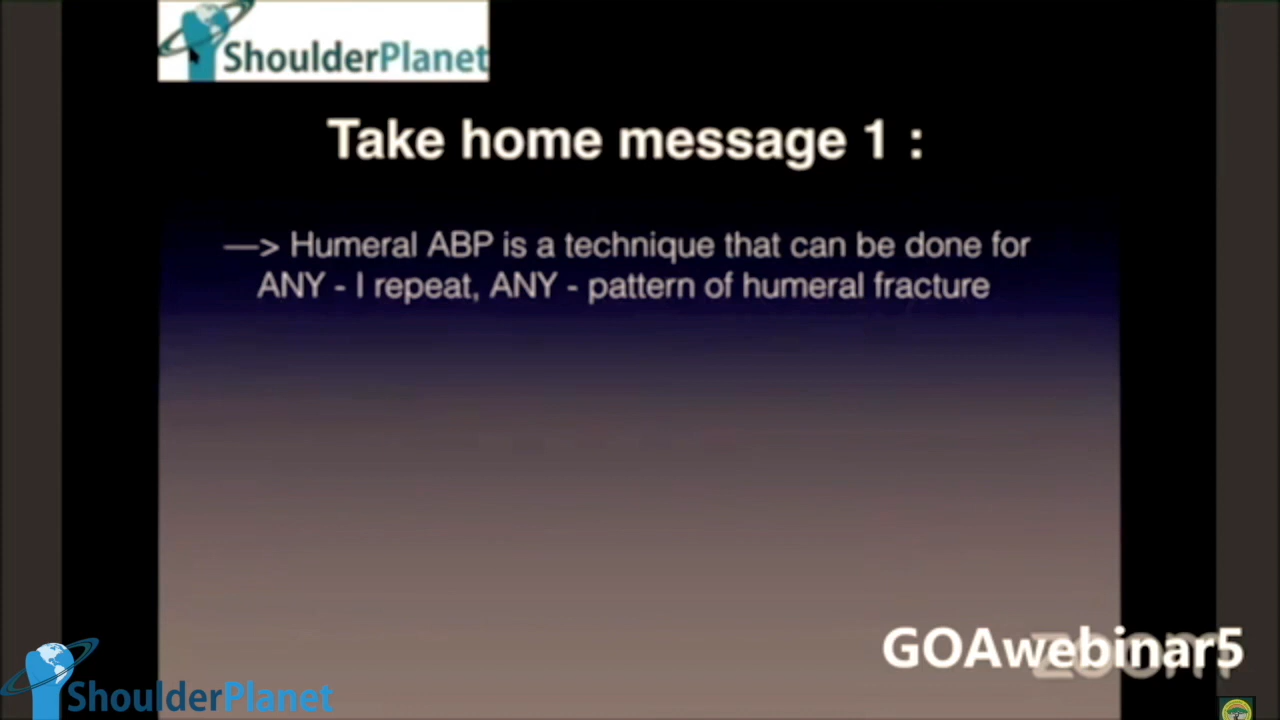 ShoulderPlanet
Take home message 1 :
—> Humeral ABP is a technique that can be done for
ANY - I repeat, ANY - pattern of humeral fracture
GOAwebinar5
zoom
ShoulderPlanet